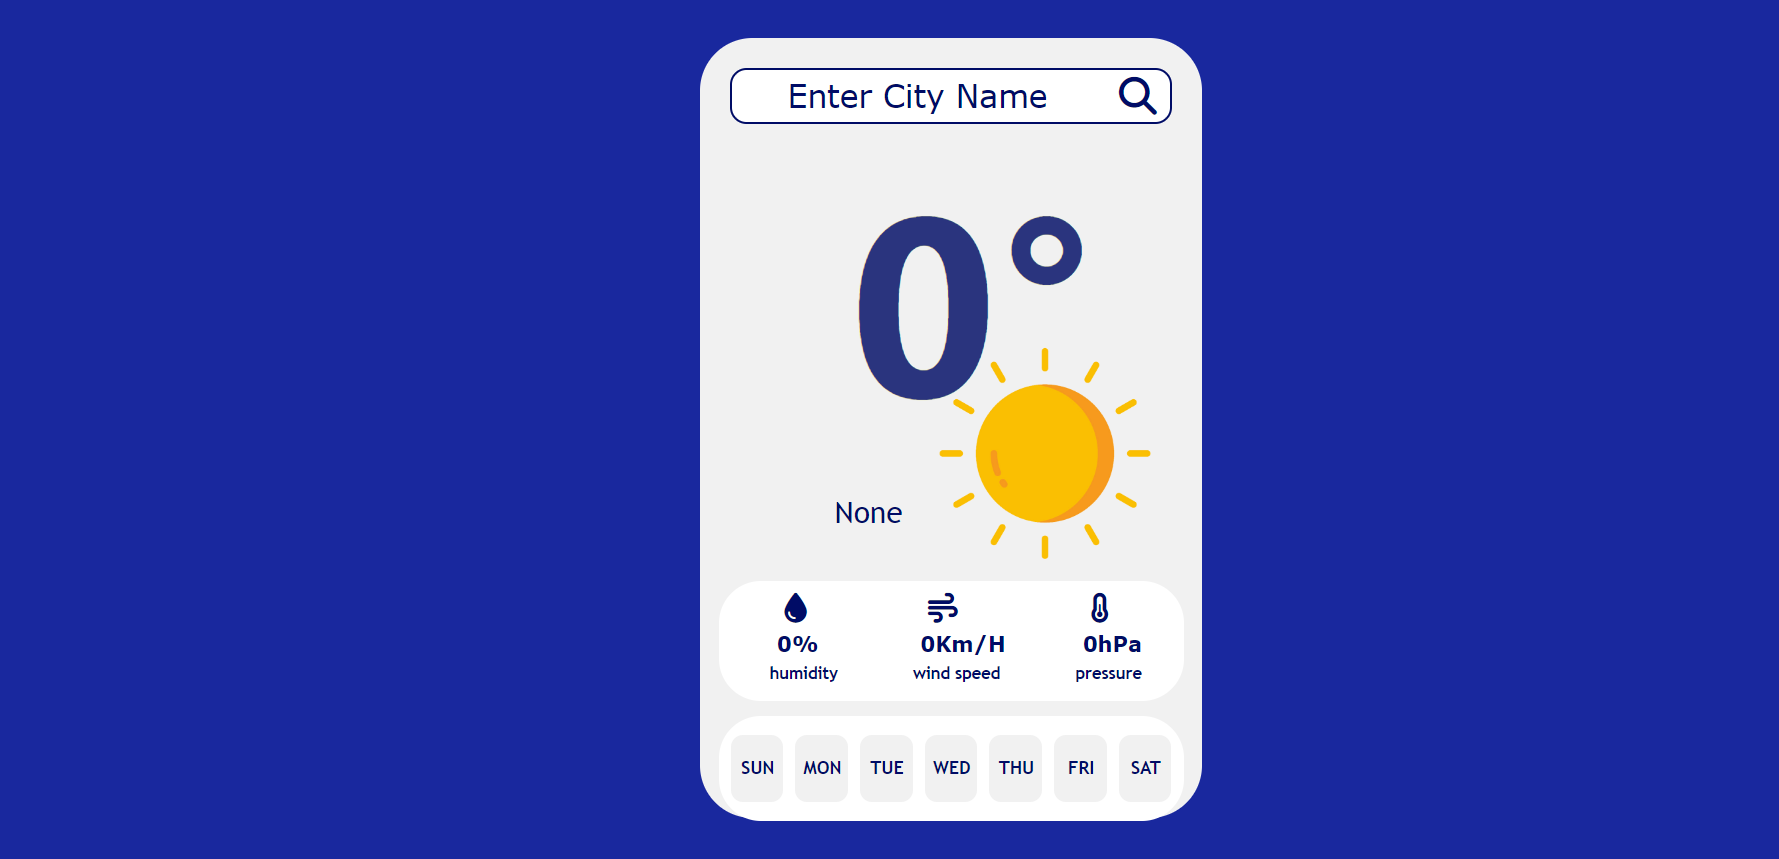 Enter City Name
0°
None
0% 0Km/H 0hPa
humidity wind speed pressure
SUN MON TUE WED THU FRI SAT